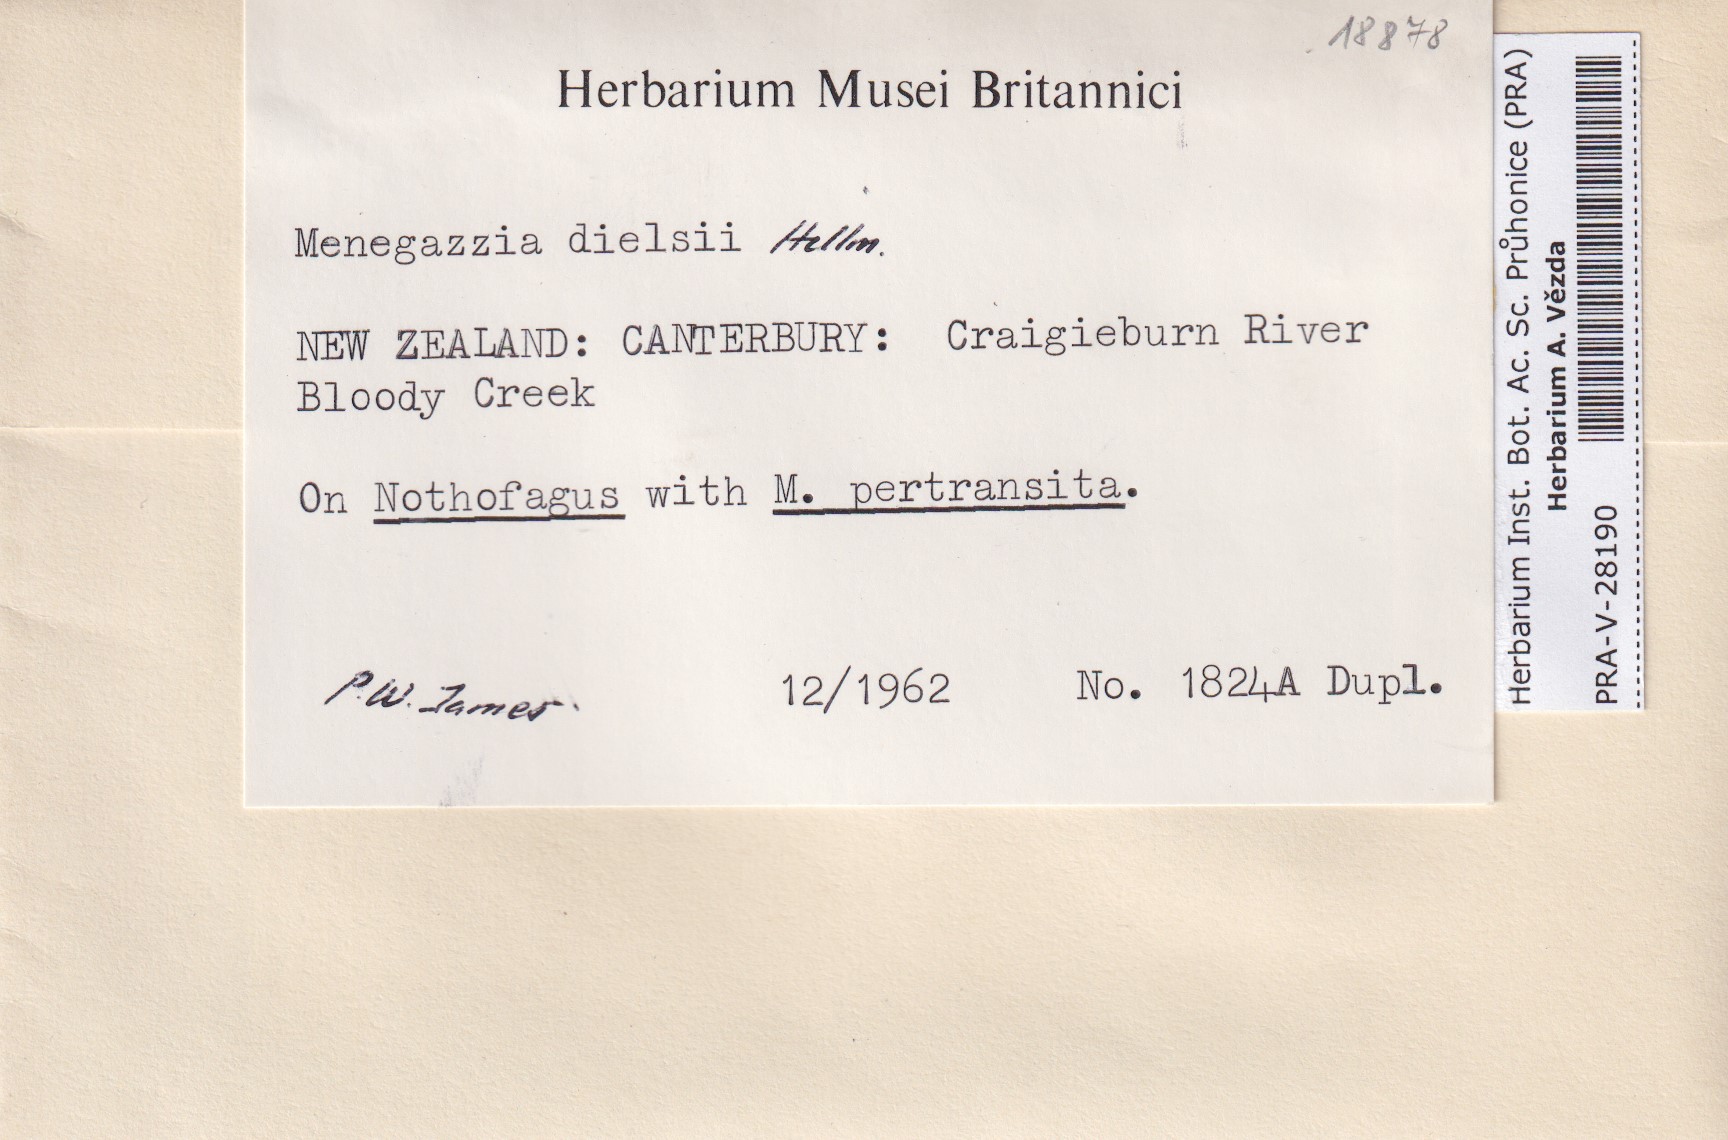 18878
Herbarium Musei Britannici
Menegazzia dielsii Hellm.
NEW ZEALAND: CANTERBURY: Craigieburn River
Bloody Creek
On Nothofagus with M. pertransita.
P.W. James. 12/1962 No. 1824A Dupl.
Herbarium Inst. Bot. Ac. Sc. Průhonice (PRA)
Herbarium A. Vězda
PRA-V-28190